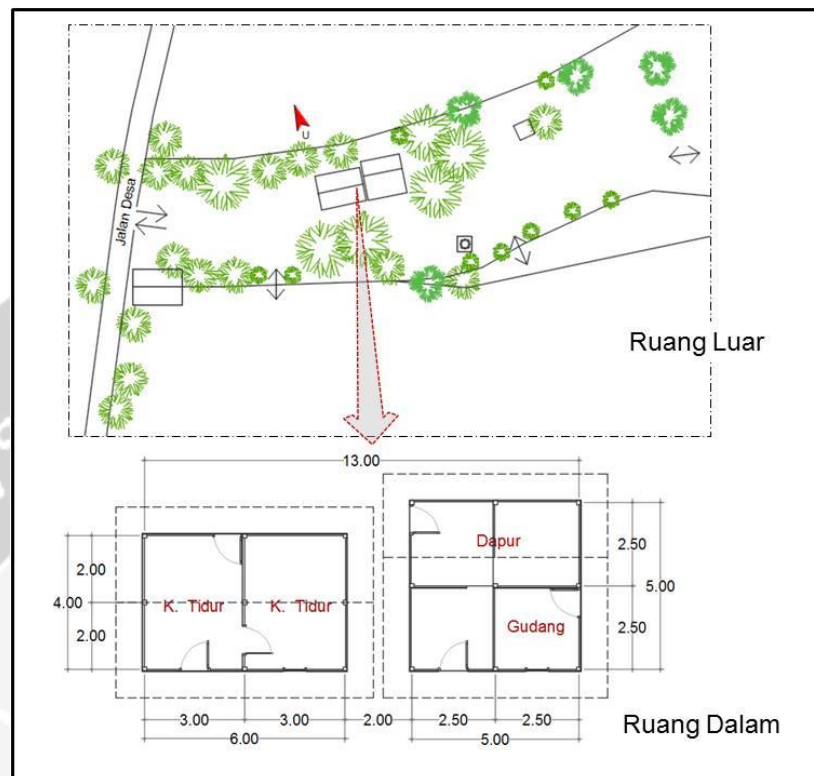 U
Jalan Desa
Ruang Luar
13.00
2.00
4.00
2.00
K. Tidur
K. Tidur
Dapur
Gudang
2.50
5.00
2.50
3.00
3.00
2.00
2.50
2.50
6.00
5.00
Ruang Dalam